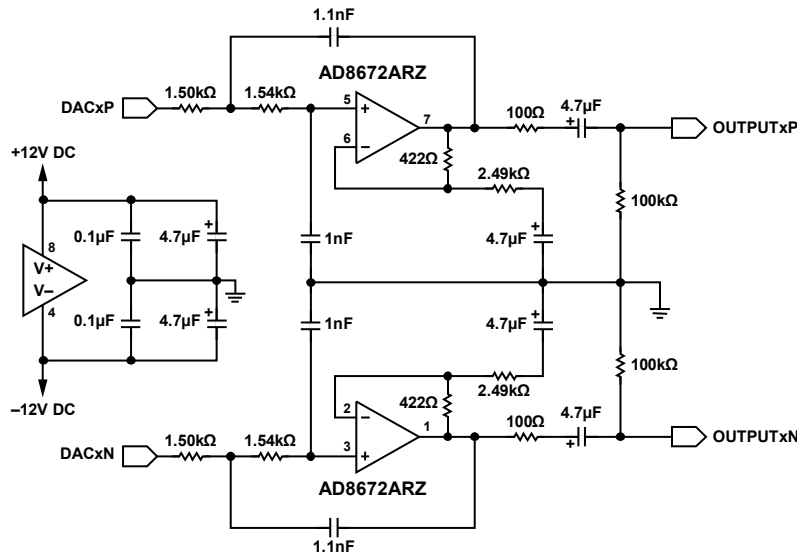 1.1nF
AD8672ARZ
DACxP
1.50kΩ
1.54kΩ
5
+
7
6
–
422Ω
100Ω
4.7µF
+
OUTPUTxP
2.49kΩ
100kΩ
+12V DC
8
V+
V–
4
0.1µF
4.7µF
+
0.1µF
4.7µF
+
–12V DC
1nF
4.7µF
+
1nF
4.7µF
+
2.49kΩ
100kΩ
422Ω
2
–
3
+
1
100Ω
4.7µF
+
OUTPUTxN
DACxN
1.50kΩ
1.54kΩ
AD8672ARZ
1.1nF